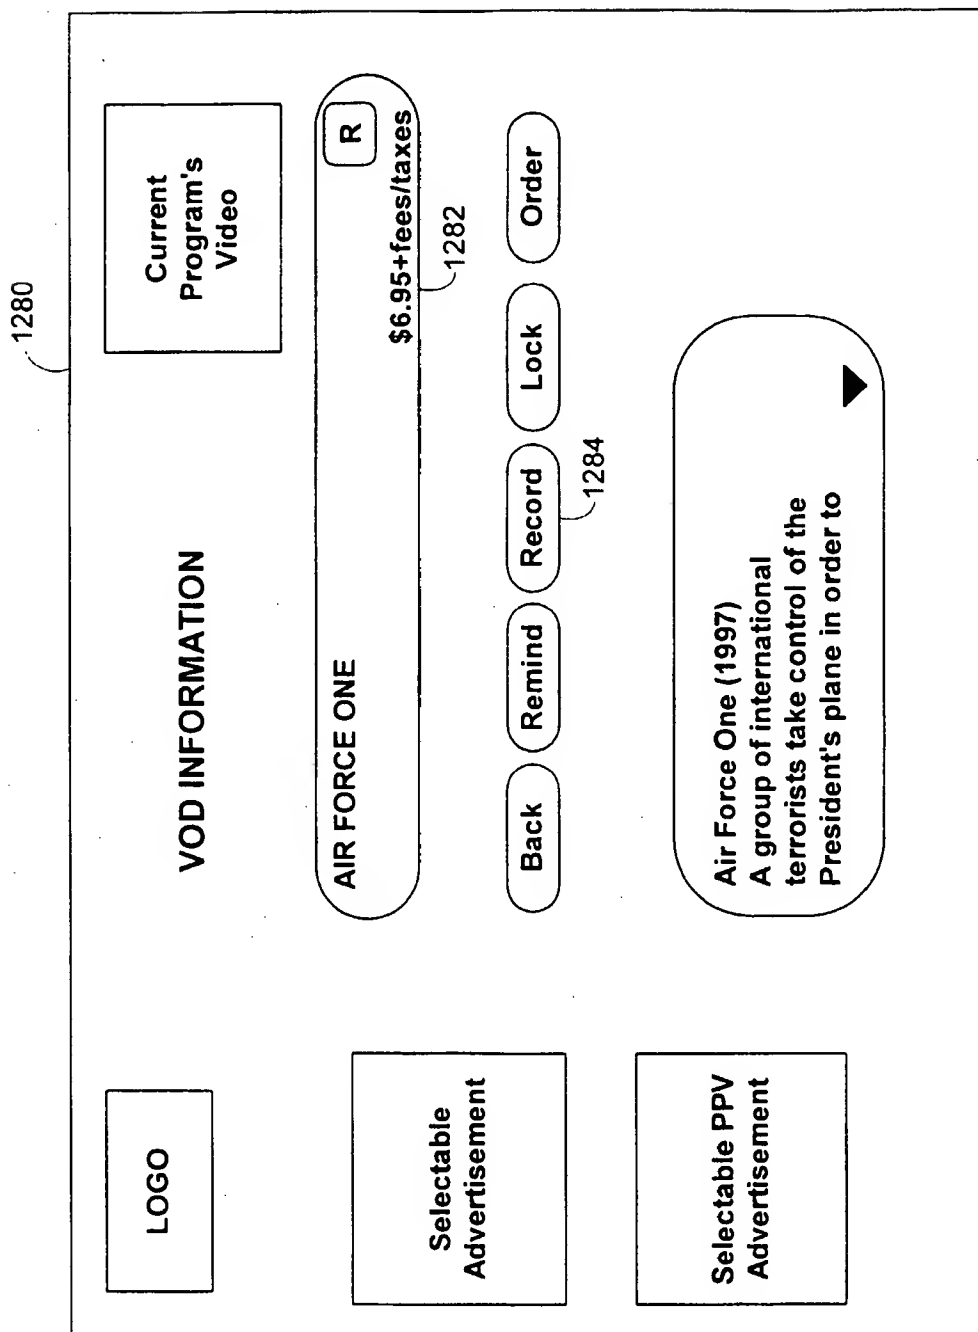 1280
LOGO
VOD INFORMATION
Current
Program's
Video
AIR FORCE ONE
R
$6.95+fees/taxes
1282
Selectable
Advertisement
Back
Remind
Record
Lock
Order
1284
Selectable PPV
Advertisement
Air Force One (1997)
A group of international
terrorists take control of the
President's plane in order to